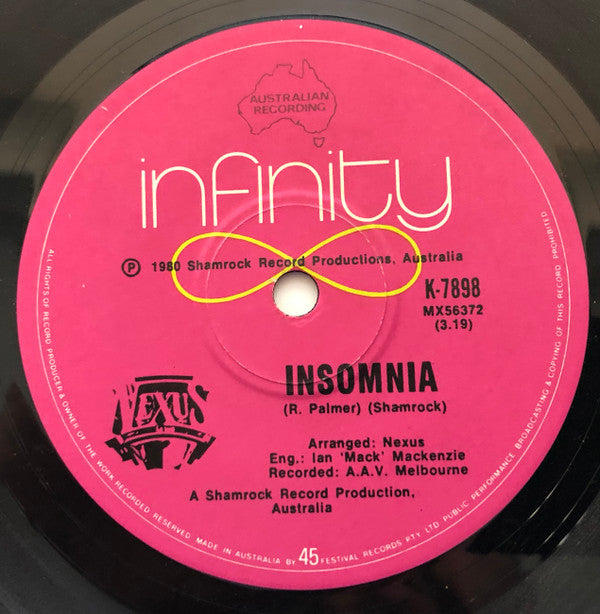 AUSTRALIAN
RECORDING
infinity
℗ 1980 Shamrock Record Productions, Australia
K-7898
MX56372
(3.19)
INSOMNIA
(R. Palmer) (Shamrock)
NEXUS
Arranged: Nexus
Eng.: Ian 'Mack' Mackenzie
Recorded: A.A.V. Melbourne
A Shamrock Record Production,
Australia
ALL RIGHTS OF RECORD PRODUCER & OWNER OF THE WORK RECORDED RESERVED MADE IN AUSTRALIA BY 45 FESTIVAL RECORDS PTY LTD PUBLIC PERFORMANCE BROADCASTING & COPYING OF THIS RECORD PROHIBITED